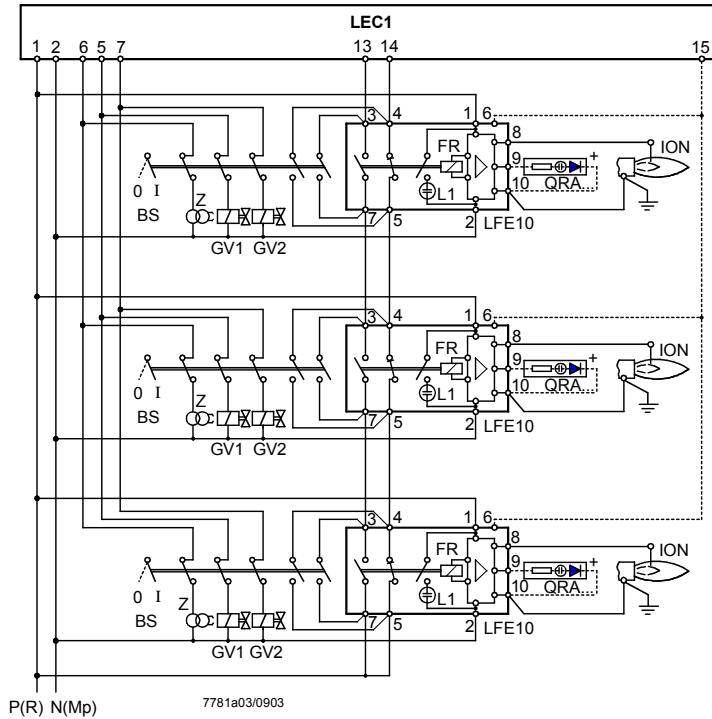 LEC1
1 2 6 5 7 13 14 15
3 4 1 6
8
FR 9 + ION
0 I Z L1 10 QRA...
BS 7 5 2 LFE10
GV1 GV2
3 4 1 6
8
FR 9 + ION
0 I Z L1 10 QRA...
BS 7 5 2 LFE10
GV1 GV2
3 4 1 6
8
FR 9 + ION
0 I Z L1 10 QRA...
BS 7 5 2 LFE10
GV1 GV2
P(R) N(Mp) 7781a03/0903